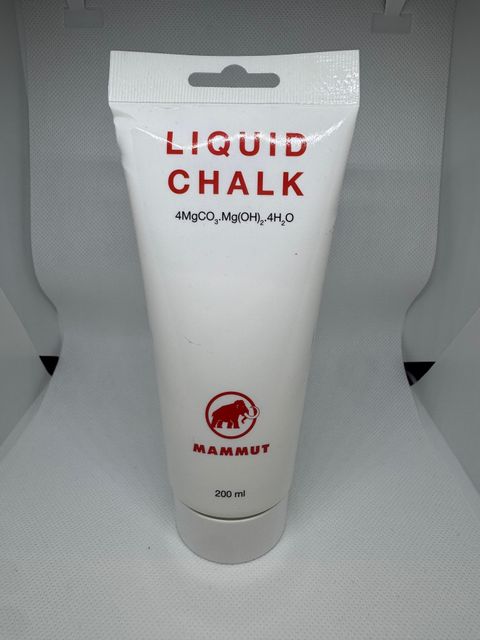 LIQUID
CHALK
4MgCO₃.Mg(OH)₂.4H₂O
MAMMUT
200 ml